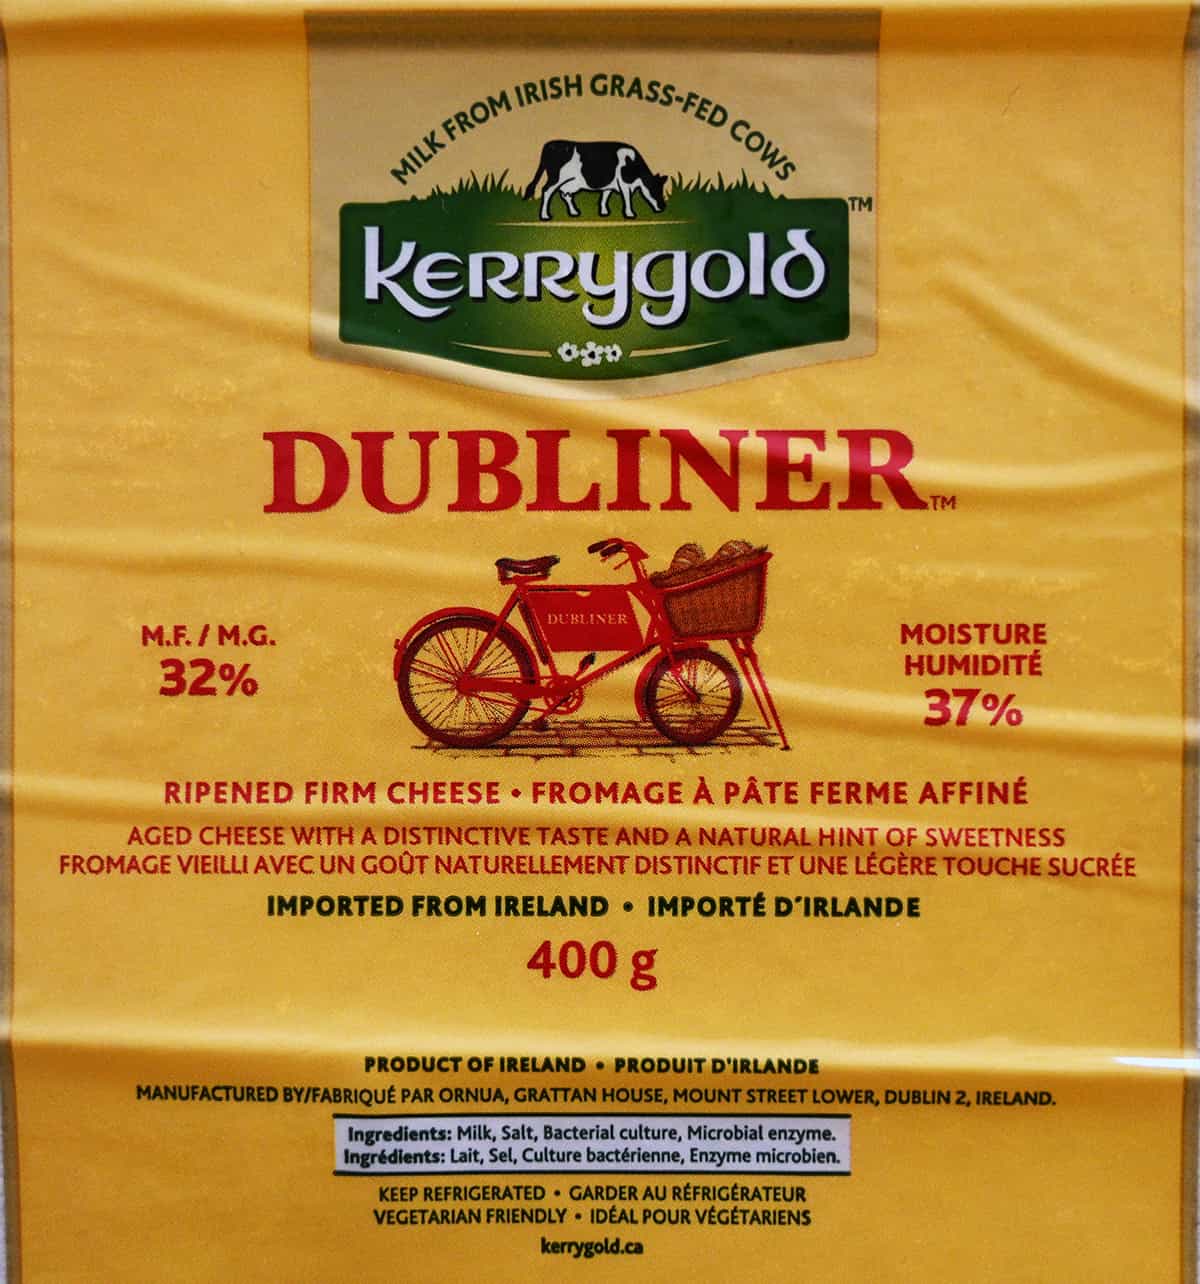 MILK FROM IRISH GRASS-FED COWS
Kerrygold™
DUBLINER™
DUBLINER
M.F. / M.G.
32%
MOISTURE
HUMIDITÉ
37%
RIPENED FIRM CHEESE • FROMAGE À PÂTE FERME AFFINÉ
AGED CHEESE WITH A DISTINCTIVE TASTE AND A NATURAL HINT OF SWEETNESS
FROMAGE VIEILLI AVEC UN GOÛT NATURELLEMENT DISTINCTIF ET UNE LÉGÈRE TOUCHE SUCRÉE
IMPORTED FROM IRELAND • IMPORTÉ D'IRLANDE
400 g
PRODUCT OF IRELAND • PRODUIT D'IRLANDE
MANUFACTURED BY/FABRIQUÉ PAR ORNUA, GRATTAN HOUSE, MOUNT STREET LOWER, DUBLIN 2, IRELAND.
Ingredients: Milk, Salt, Bacterial culture, Microbial enzyme.
Ingrédients: Lait, Sel, Culture bactérienne, Enzyme microbien.
KEEP REFRIGERATED • GARDER AU RÉFRIGÉRATEUR
VEGETARIAN FRIENDLY • IDÉAL POUR VÉGÉTARIENS
kerrygold.ca